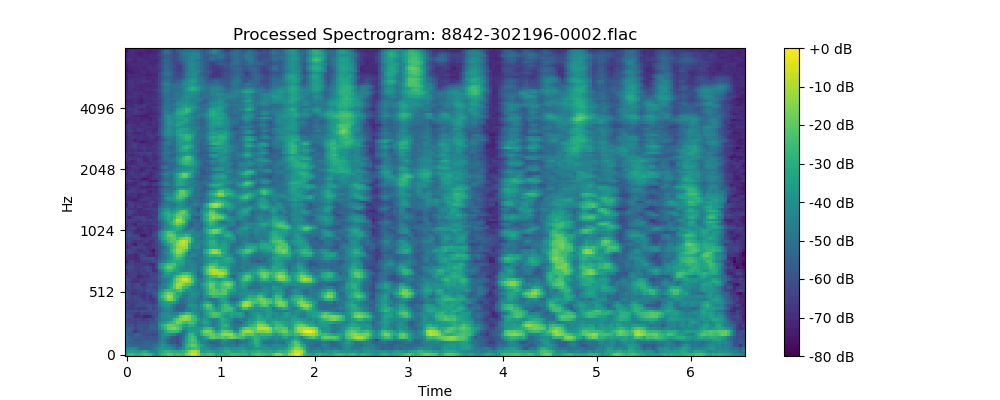 Processed Spectrogram: 8842-302196-0002.flac
Hz
4096
2048
1024
512
0
0 1 2 3 4 5 6
Time
+0 dB
-10 dB
-20 dB
-30 dB
-40 dB
-50 dB
-60 dB
-70 dB
-80 dB